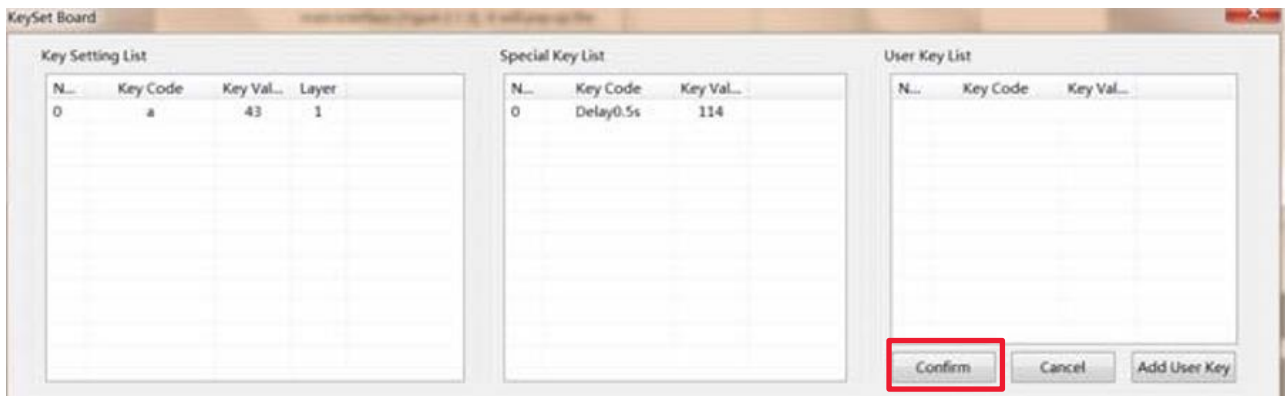 KeySet Board
Key Setting List Special Key List User Key List
N... Key Code Key Val... Layer N... Key Code Key Val... N... Key Code Key Val...
0 a 43 1 0 Delay0.5s 114
Confirm Cancel Add User Key